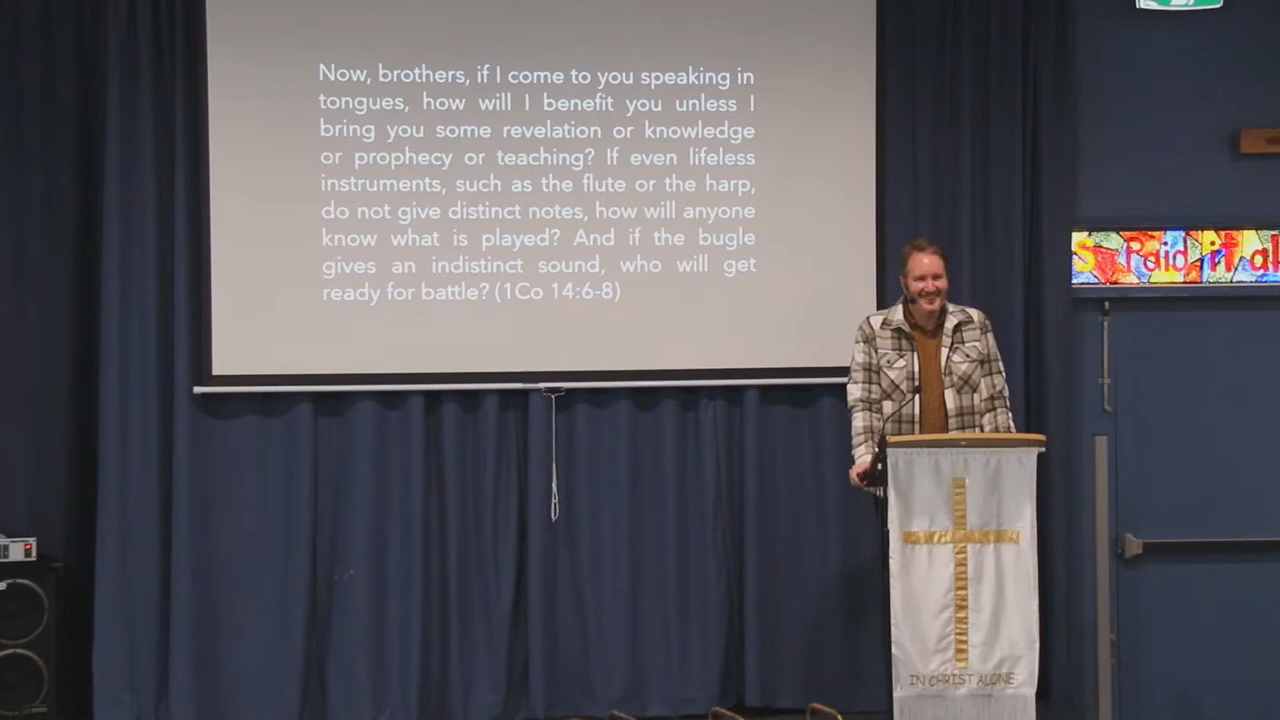 Now, brothers, if I come to you speaking in
tongues, how will I benefit you unless I
bring you some revelation or knowledge
or prophecy or teaching? If even lifeless
instruments, such as the flute or the harp,
do not give distinct notes, how will anyone
know what is played? And if the bugle
gives an indistinct sound, who will get
ready for battle? (1Co 14:6-8)
S Paid it al
IN CHRIST ALONE